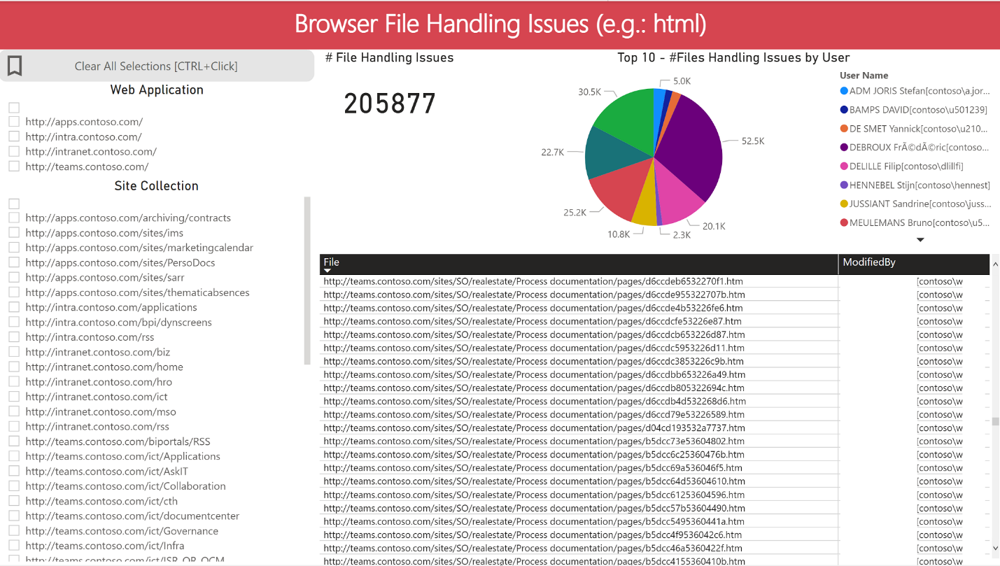 Browser File Handling Issues (e.g.: html)
Clear All Selections [CTRL+Click]
Web Application
http://apps.contoso.com/
http://intra.contoso.com/
http://intranet.contoso.com/
http://teams.contoso.com/
Site Collection
http://apps.contoso.com/archiving/contracts
http://apps.contoso.com/sites/ims
http://apps.contoso.com/sites/marketingcalendar
http://apps.contoso.com/sites/PersoDocs
http://apps.contoso.com/sites/sarr
http://apps.contoso.com/sites/thematicabsences
http://intra.contoso.com/applications
http://intra.contoso.com/bpi/dynscreens
http://intra.contoso.com/rss
http://intranet.contoso.com/biz
http://intranet.contoso.com/home
http://intranet.contoso.com/hro
http://intranet.contoso.com/ict
http://intranet.contoso.com/mso
http://intranet.contoso.com/rss
http://teams.contoso.com/biportals/RSS
http://teams.contoso.com/ict/Applications
http://teams.contoso.com/ict/AskIT
http://teams.contoso.com/ict/Collaboration
http://teams.contoso.com/ict/cth
http://teams.contoso.com/ict/documentcenter
http://teams.contoso.com/ict/Governance
http://teams.contoso.com/ict/Infra
http://teams.contoso.com/ict/ISR_OR_OCM
# File Handling Issues
205877
Top 10 - #Files Handling Issues by User
5.0K
52.5K
20.1K
2.3K
10.8K
25.2K
22.7K
30.5K
User Name
ADM JORIS Stefan[contoso\a.jor...
BAMPS DAVID[contoso\u501239]
DE SMET Yannick[contoso\u210...
DEBROUX FrÃ©dÃ©ric[contoso...
DELILLE Filip[contoso\dlillfi]
HENNEBEL Stijn[contoso\hennest]
JUSSIANT Sandrine[contoso\juss...
MEULEMANS Bruno[contoso\u5...
File ModifiedBy
http://teams.contoso.com/sites/SO/realestate/Process documentation/pages/d6ccdeb6532270f1.htm [contoso\w
http://teams.contoso.com/sites/SO/realestate/Process documentation/pages/d6ccde955322707b.htm [contoso\w
http://teams.contoso.com/sites/SO/realestate/Process documentation/pages/d6ccde4b53226fe6.htm [contoso\w
http://teams.contoso.com/sites/SO/realestate/Process documentation/pages/d6ccdcfe53226e87.htm [contoso\w
http://teams.contoso.com/sites/SO/realestate/Process documentation/pages/d6ccdcb653226d87.htm [contoso\w
http://teams.contoso.com/sites/SO/realestate/Process documentation/pages/d6ccdc5953226d11.htm [contoso\w
http://teams.contoso.com/sites/SO/realestate/Process documentation/pages/d6ccdc3853226c9b.htm [contoso\w
http://teams.contoso.com/sites/SO/realestate/Process documentation/pages/d6ccdbb653226a49.htm [contoso\w
http://teams.contoso.com/sites/SO/realestate/Process documentation/pages/d6ccdb805322694c.htm [contoso\w
http://teams.contoso.com/sites/SO/realestate/Process documentation/pages/d6ccdb4d532268d6.htm [contoso\w
http://teams.contoso.com/sites/SO/realestate/Process documentation/pages/d6ccd79e53226589.htm [contoso\w
http://teams.contoso.com/sites/SO/realestate/Process documentation/pages/d04cd193532a7737.htm [contoso\w
http://teams.contoso.com/sites/SO/realestate/Process documentation/pages/b5dcc73e53604802.htm [contoso\w
http://teams.contoso.com/sites/SO/realestate/Process documentation/pages/b5dcc6c25360476b.htm [contoso\w
http://teams.contoso.com/sites/SO/realestate/Process documentation/pages/b5dcc69a536046f5.htm [contoso\w
http://teams.contoso.com/sites/SO/realestate/Process documentation/pages/b5dcc64d53604610.htm [contoso\w
http://teams.contoso.com/sites/SO/realestate/Process documentation/pages/b5dcc61253604596.htm [contoso\w
http://teams.contoso.com/sites/SO/realestate/Process documentation/pages/b5dcc57b53604490.htm [contoso\w
http://teams.contoso.com/sites/SO/realestate/Process documentation/pages/b5dcc5495360441a.htm [contoso\w
http://teams.contoso.com/sites/SO/realestate/Process documentation/pages/b5dcc4f9536042c6.htm [contoso\w
http://teams.contoso.com/sites/SO/realestate/Process documentation/pages/b5dcc46a5360422f.htm [contoso\w
http://teams.contoso.com/sites/SO/realestate/Process documentation/pages/b5dcc4155360410b.htm [contoso\w